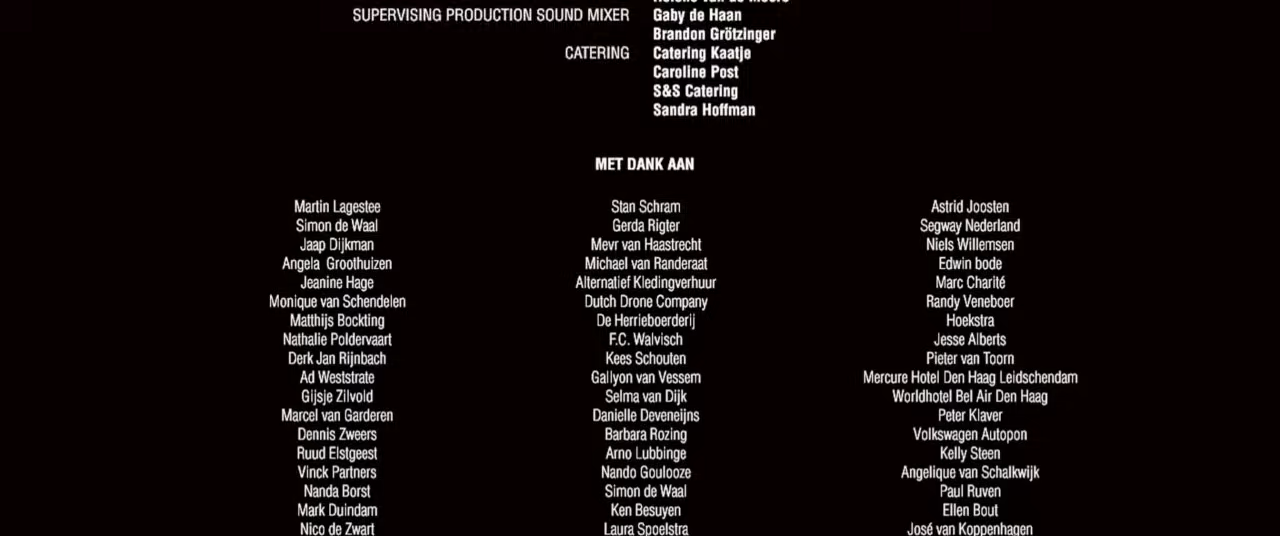 SUPERVISING PRODUCTION SOUND MIXER Gaby de Haan
Brandon Grötzinger
CATERING Catering Kaatje
Caroline Post
S&S Catering
Sandra Hoffman
MET DANK AAN
Martin Lagestee Stan Schram Astrid Joosten
Simon de Waal Gerda Rigter Segway Nederland
Jaap Dijkman Mevr van Haastrecht Niels Willemsen
Angela Groothuizen Michael van Randeraat Edwin bode
Jeanine Hage Alternatief Kledingverhuur Marc Charité
Monique van Schendelen Dutch Drone Company Randy Veneboer
Matthijs Bockting De Herrieboerderij Hoekstra
Nathalie Poldervaart F.C. Walvisch Jesse Alberts
Derk Jan Rijnbach Kees Schouten Pieter van Toorn
Ad Weststrate Gallyon van Vessem Mercure Hotel Den Haag Leidschendam
Gijsje Zilvold Selma van Dijk Worldhotel Bel Air Den Haag
Marcel van Garderen Danielle Deveneijns Peter Klaver
Dennis Zweers Barbara Rozing Volkswagen Autopon
Ruud Elstgeest Arno Lubbinge Kelly Steen
Vinck Partners Nando Goulooze Angelique van Schalkwijk
Nanda Borst Simon de Waal Paul Ruven
Mark Duindam Ken Besuyen Ellen Bout
Nico de Zwart Laura Spoelstra José van Koppenhagen